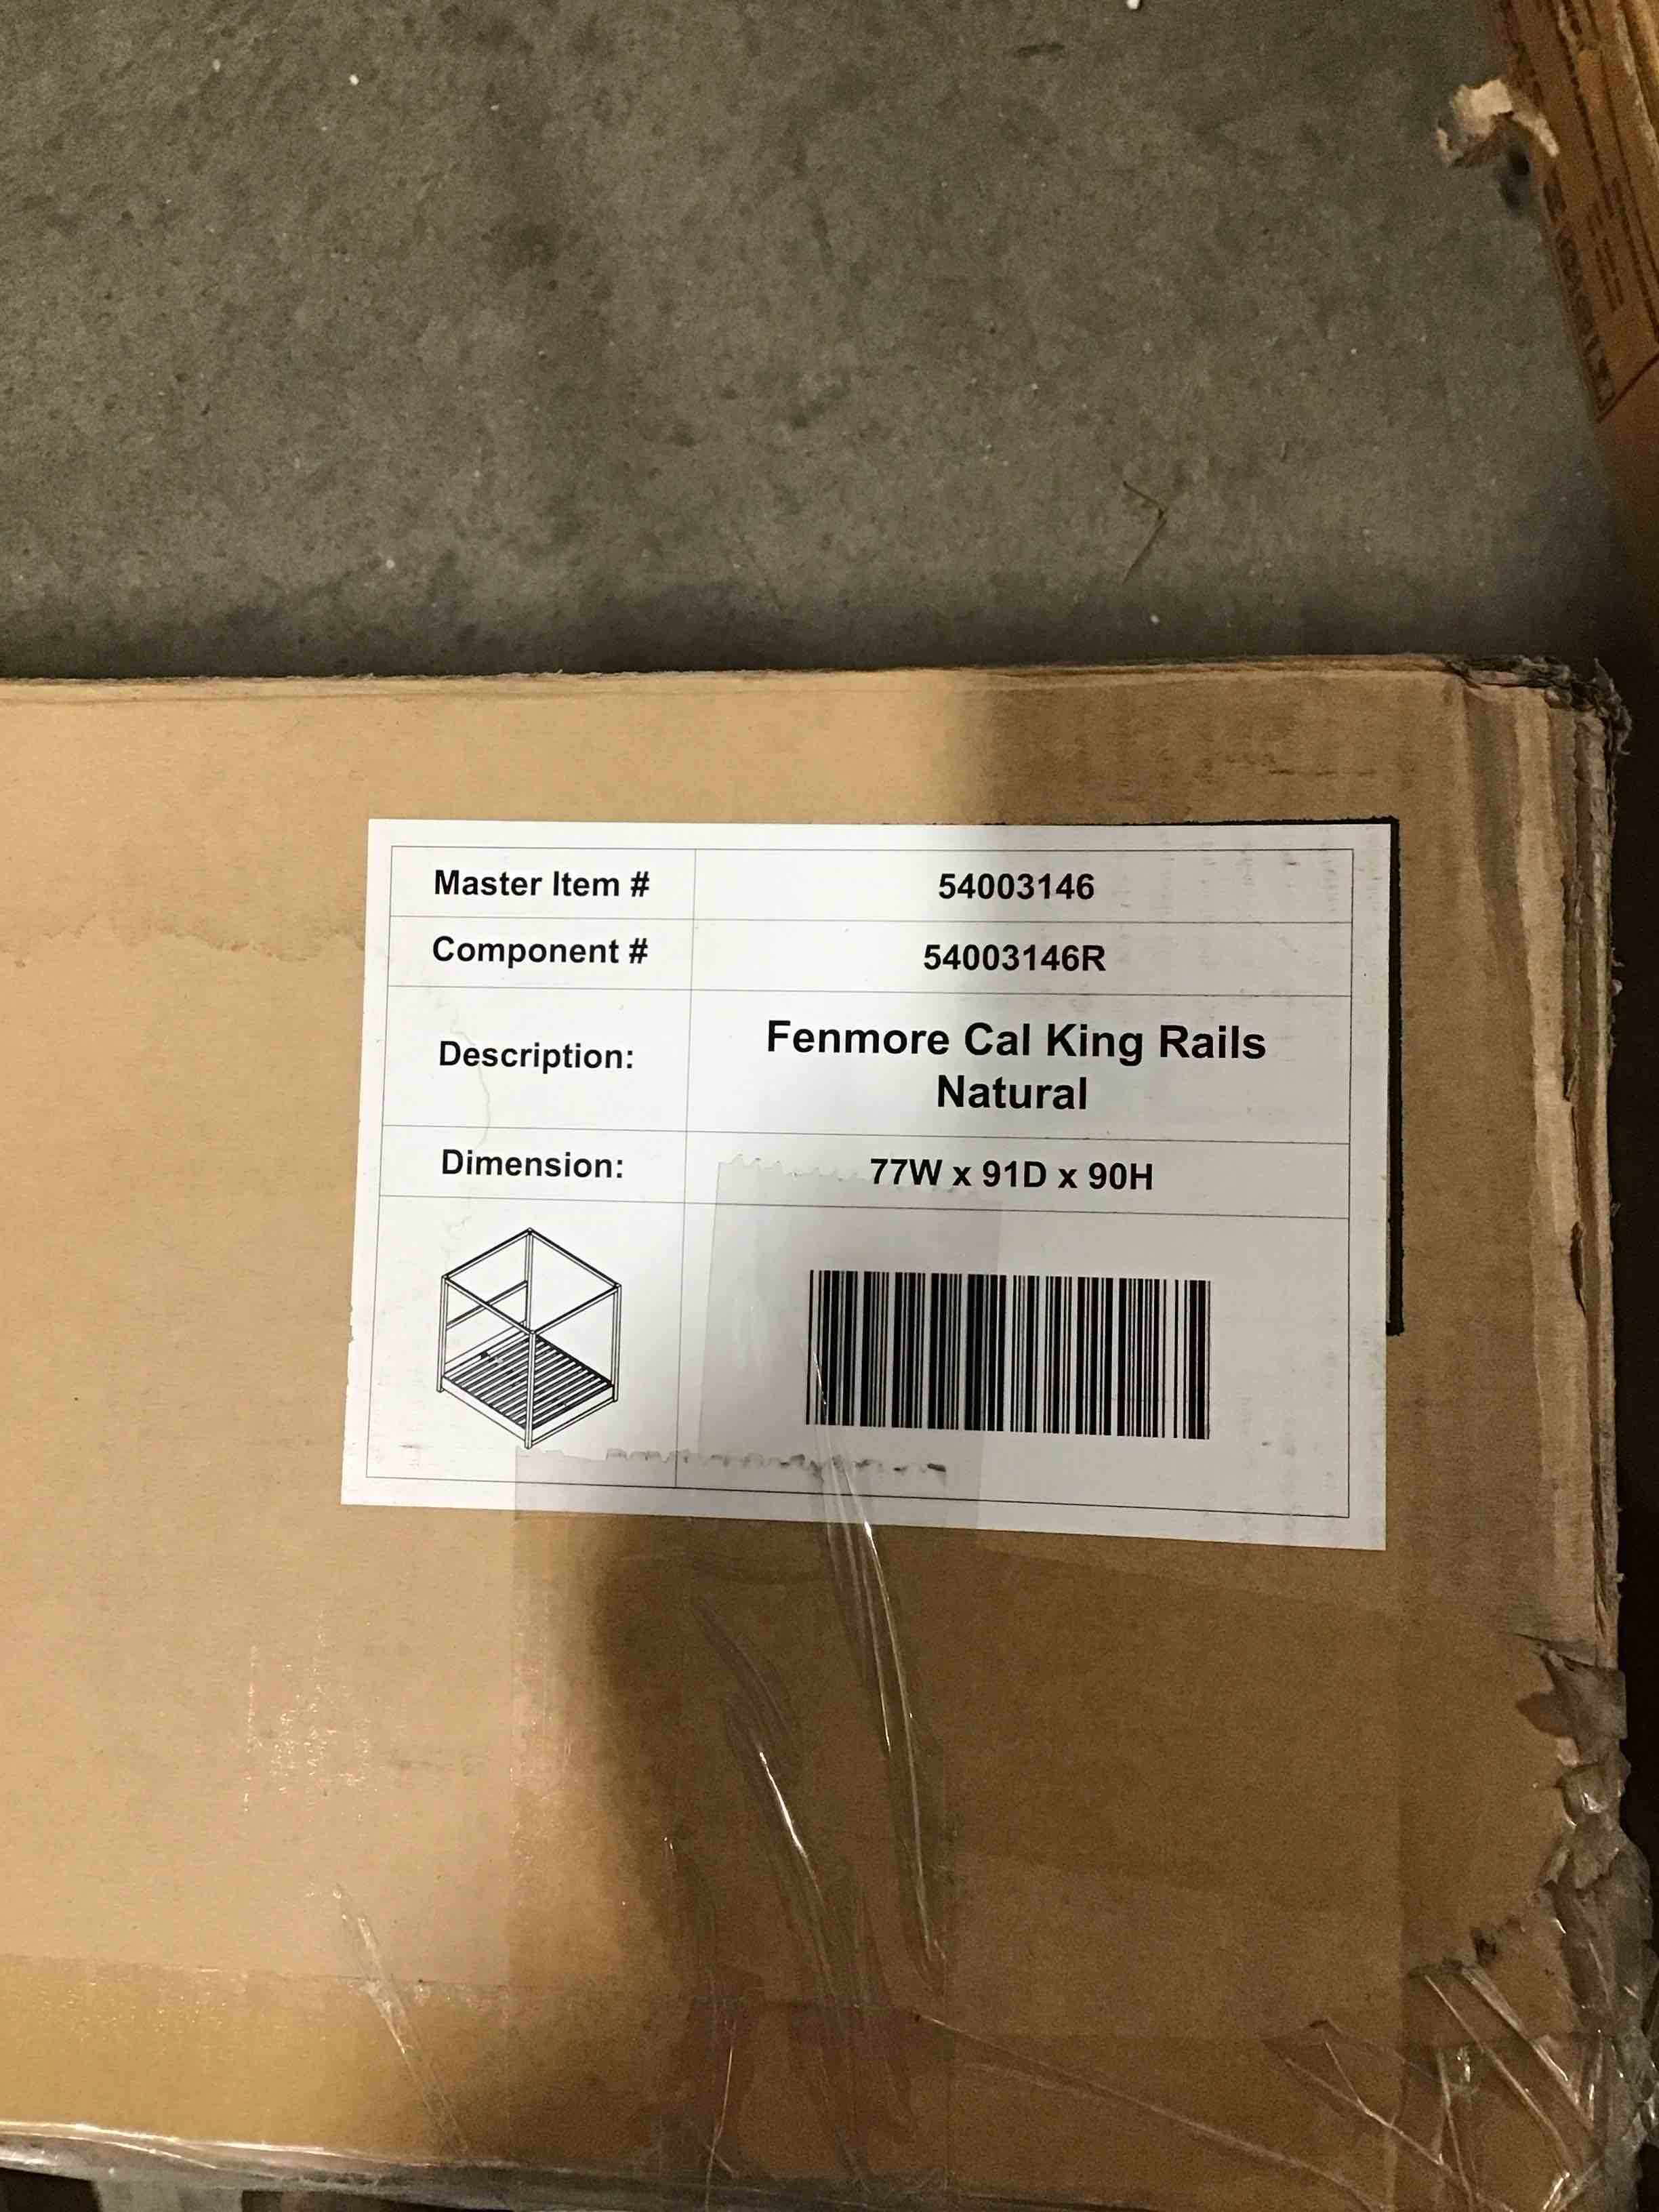 Master Item # 54003146
Component # 54003146R
Description: Fenmore Cal King Rails
Natural
Dimension: 77W x 91D x 90H